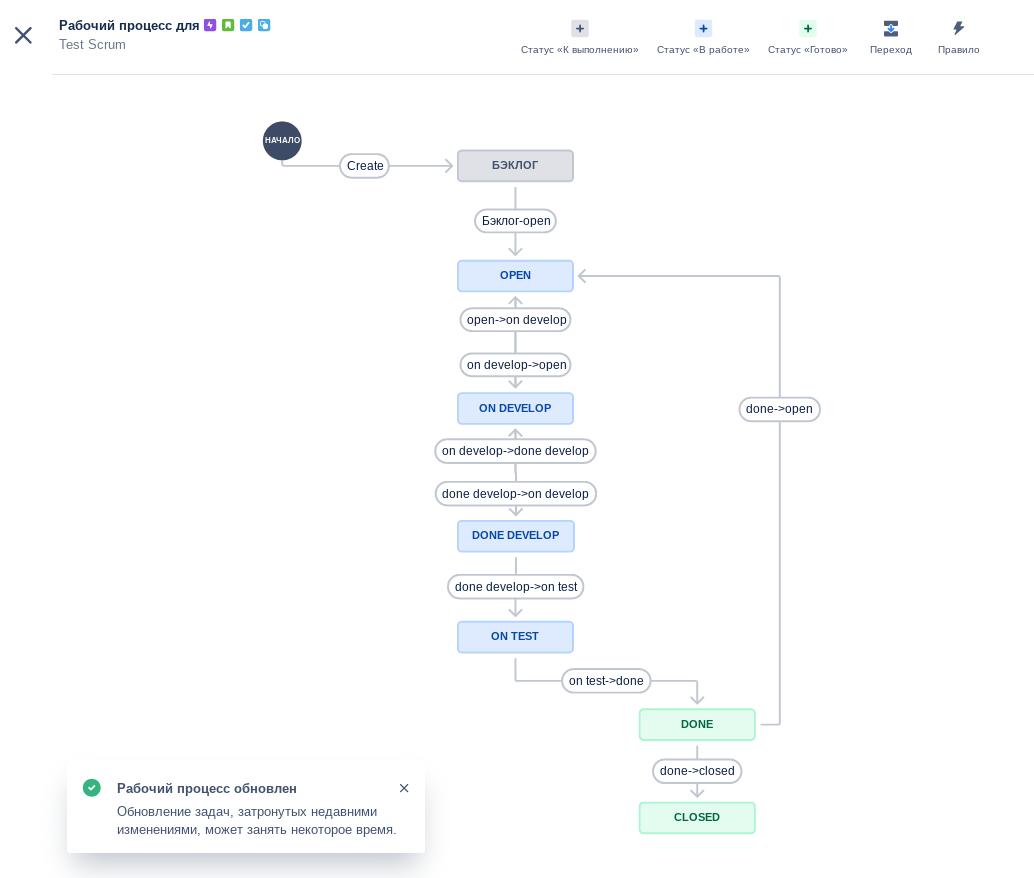 Рабочий процесс для
Test Scrum
Статус «К выполнению»
Статус «В работе»
Статус «Готово»
Переход
Правило
НАЧАЛО
Create
БЭКЛОГ
Бэклог-open
OPEN
open->on develop
on develop->open
ON DEVELOP
done->open
on develop->done develop
done develop->on develop
DONE DEVELOP
done develop->on test
ON TEST
on test->done
DONE
done->closed
CLOSED
Рабочий процесс обновлен
Обновление задач, затронутых недавними
изменениями, может занять некоторое время.